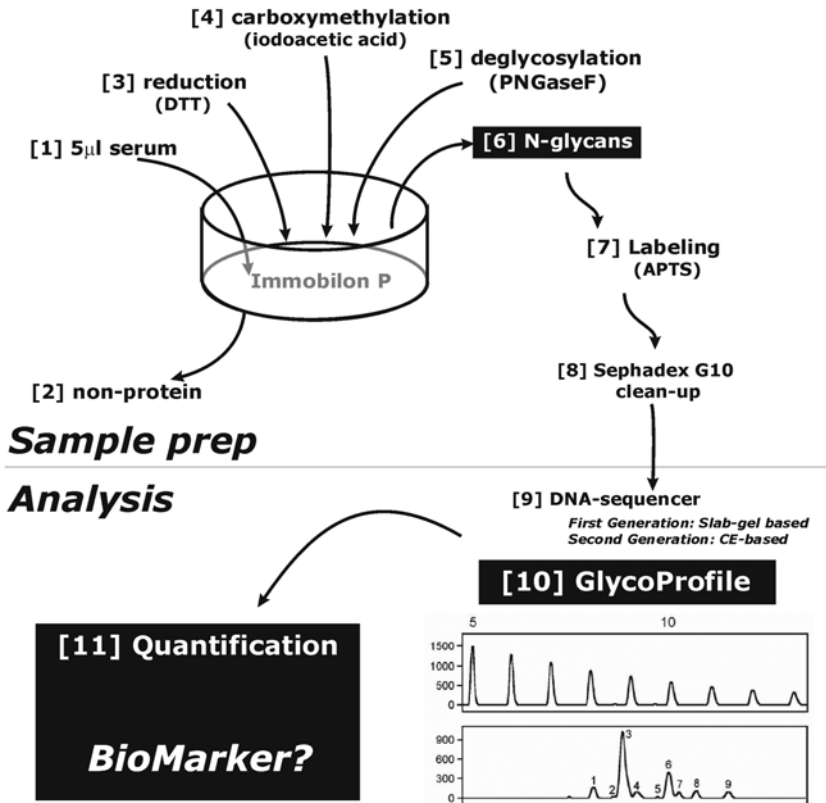 [4] carboxymethylation
(iodoacetic acid)
[5] deglycosylation
(PNGaseF)
[3] reduction
(DTT)
[1] 5μl serum
[6] N-glycans
Immobilon P
[7] Labeling
(APTS)
[2] non-protein
[8] Sephadex G10
clean-up
Sample prep
Analysis
[9] DNA-sequencer
First Generation: Slab-gel based
Second Generation: CE-based
[10] GlycoProfile
[11] Quantification
BioMarker?
5 10
1500
1000
500
0
900
600
300
0
1 2 3 4 5 6 7 8 9